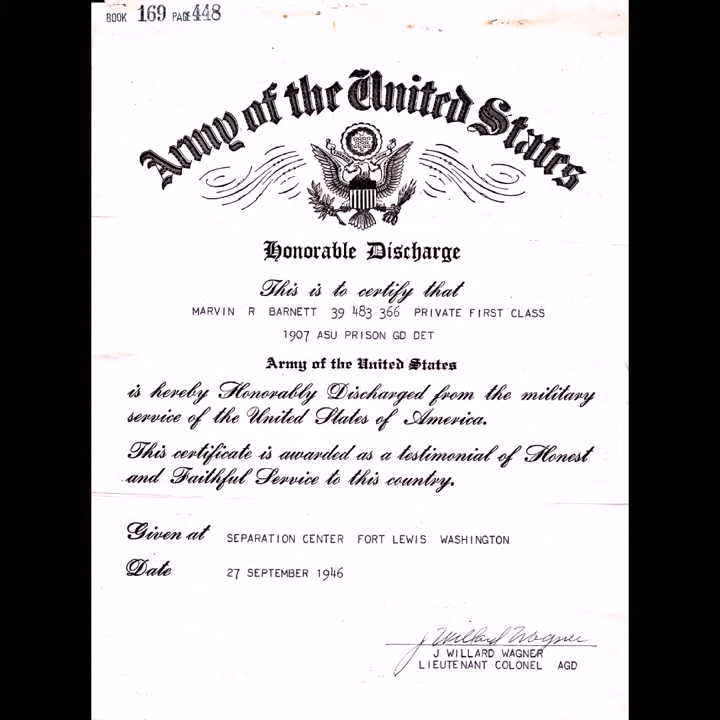 BOOK 169 PAGE 448
Army of the United States
Honorable Discharge
This is to certify that
MARVIN R BARNETT 39 483 366 PRIVATE FIRST CLASS
1907 ASU PRISON GD DET
Army of the United States
is hereby Honorably Discharged from the military
service of the United States of America.
This certificate is awarded as a testimonial of Honest
and Faithful Service to this country.
Given at SEPARATION CENTER FORT LEWIS WASHINGTON
Date 27 SEPTEMBER 1946
J Willard Wagner
J WILLARD WAGNER
LIEUTENANT COLONEL AGD